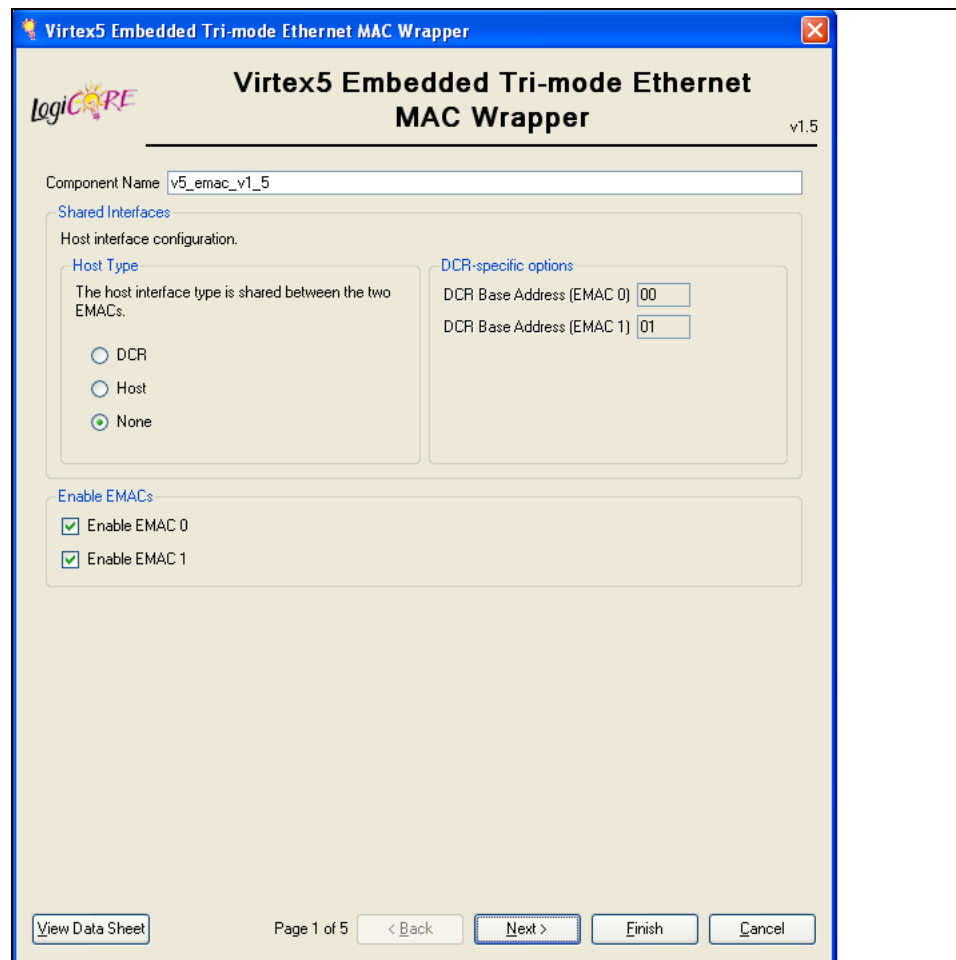 Virtex5 Embedded Tri-mode Ethernet MAC Wrapper
LogiCORE
Virtex5 Embedded Tri-mode Ethernet
MAC Wrapper
v1.5
Component Name v5_emac_v1_5
Shared Interfaces
Host interface configuration.
Host Type
The host interface type is shared between the two
EMACs.
DCR
Host
None
DCR-specific options
DCR Base Address (EMAC 0) 00
DCR Base Address (EMAC 1) 01
Enable EMACs
Enable EMAC 0
Enable EMAC 1
View Data Sheet
Page 1 of 5
< Back
Next >
Finish
Cancel